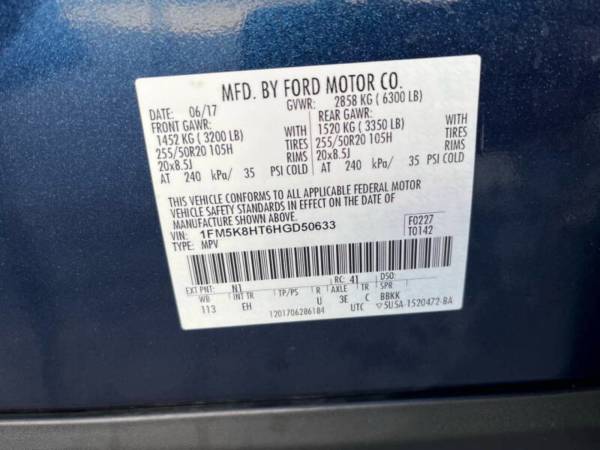 MFD. BY FORD MOTOR CO.
DATE: 06/17 GVWR: 2858 KG ( 6300 LB)
FRONT GAWR: REAR GAWR:
1452 KG ( 3200 LB) WITH 1520 KG ( 3350 LB) WITH
255/50R20 105H TIRES 255/50R20 105H TIRES
20x8.5J RIMS 20x8.5J RIMS
AT 240 kPa/ 35 PSI COLD AT 240 kPa/ 35 PSI COLD
THIS VEHICLE CONFORMS TO ALL APPLICABLE FEDERAL MOTOR
VEHICLE SAFETY STANDARDS IN EFFECT ON THE DATE OF
MANUFACTURE SHOWN ABOVE.
VIN: 1FM5K8HT6HGD50633 F0227
TYPE: MPV T0142
EXT PNT: N1 RC: 41 DSO:
WB INT TR TP/PS R AXLE TR SPR
113 EH U 3E C BBKK
1201706286184 UTC ▽5U5A-1520472-BA